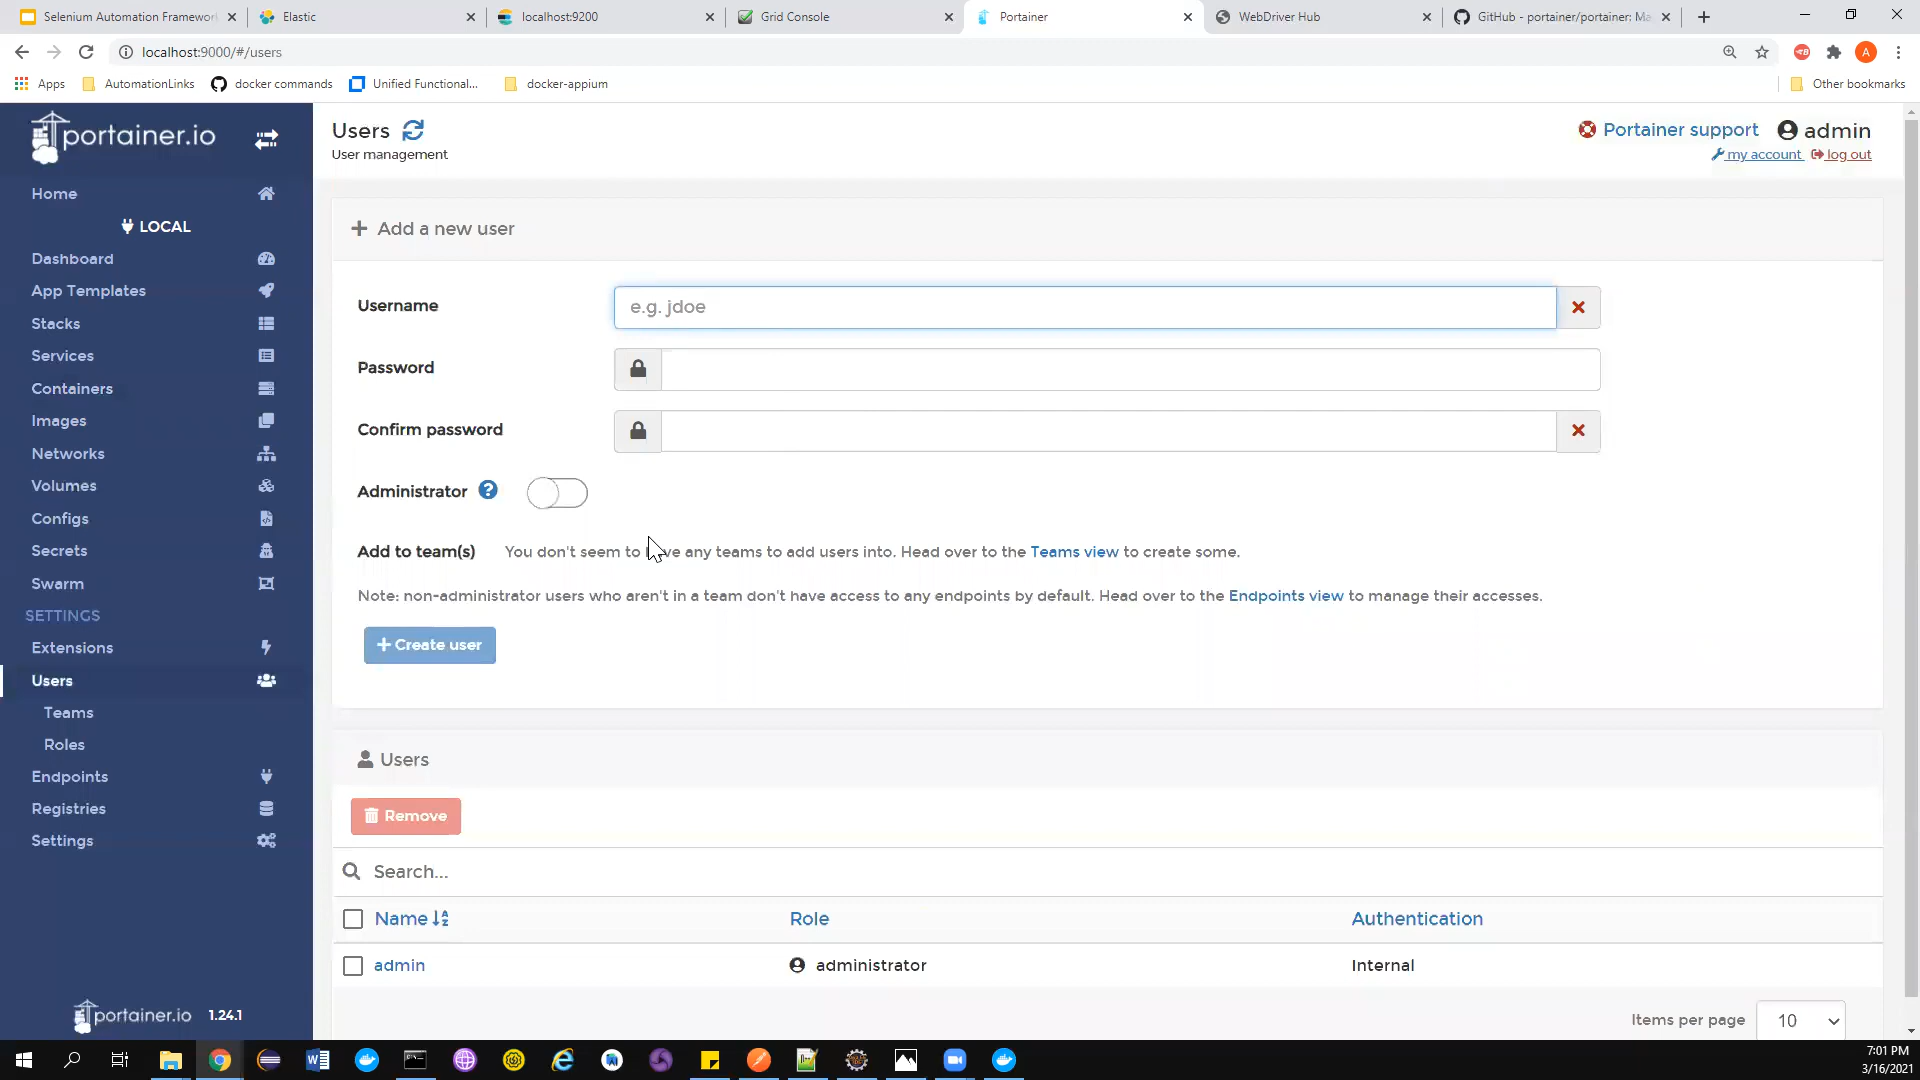 Selenium Automation Framewor
Elastic
localhost:9200
Grid Console
Portainer
WebDriver Hub
GitHub - portainer/portainer: Ma
localhost:9000/#/users
A
Apps
AutomationLinks
docker commands
Unified Functional...
docker-appium
Other bookmarks
portainer.io
Home
LOCAL
Dashboard
App Templates
Stacks
Services
Containers
Images
Networks
Volumes
Configs
Secrets
Swarm
SETTINGS
Extensions
Users
Teams
Roles
Endpoints
Registries
Settings
portainer.io 1.24.1
Users
User management
Portainer support
admin
my account
log out
Add a new user
Username
e.g. jdoe
Password
Confirm password
Administrator
Add to team(s)
You don't seem to ve any teams to add users into. Head over to the Teams view to create some.
Note: non-administrator users who aren't in a team don't have access to any endpoints by default. Head over to the Endpoints view to manage their accesses.
Create user
Users
Remove
Search...
Name
Role
Authentication
admin
administrator
Internal
Items per page
10
7:01 PM
3/16/2021